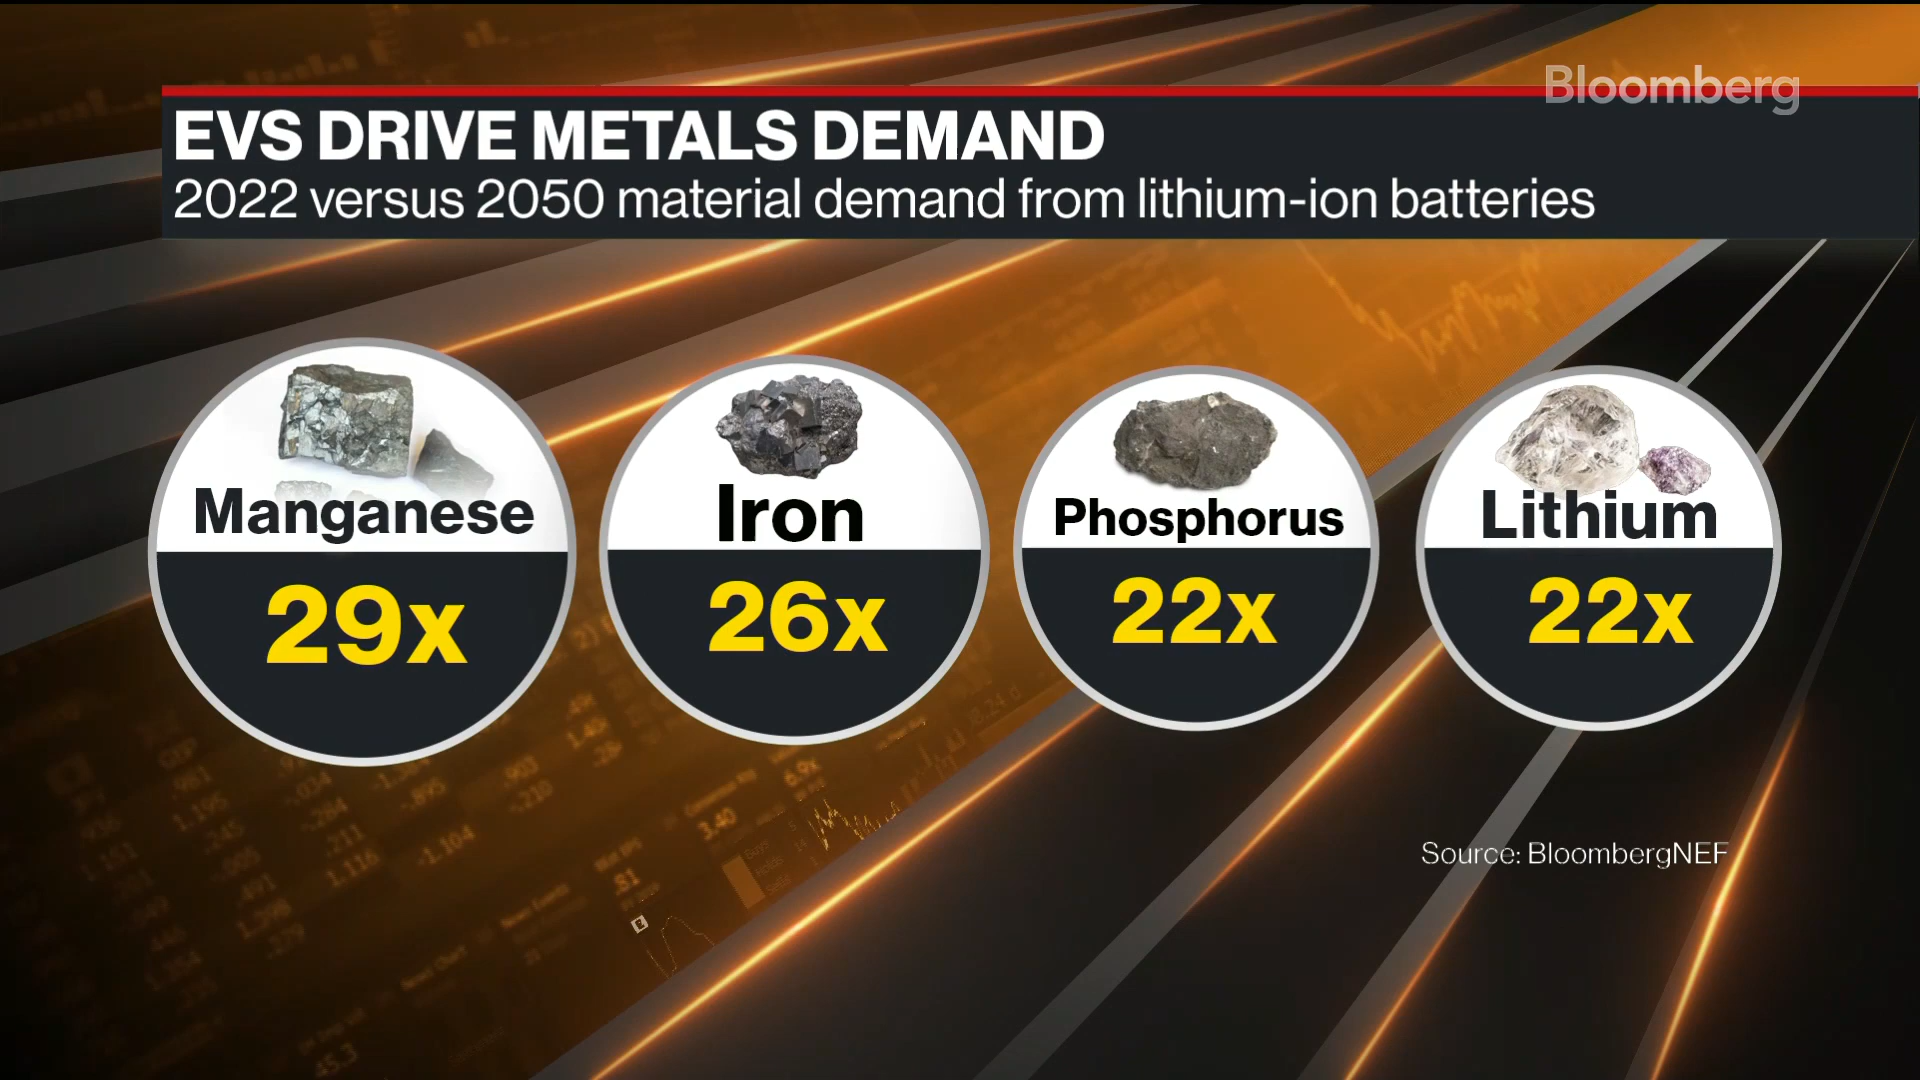 Bloomberg
EVS DRIVE METALS DEMAND
2022 versus 2050 material demand from lithium-ion batteries
Manganese
29x
Iron
26x
Phosphorus
22x
Lithium
22x
Source: BloombergNEF